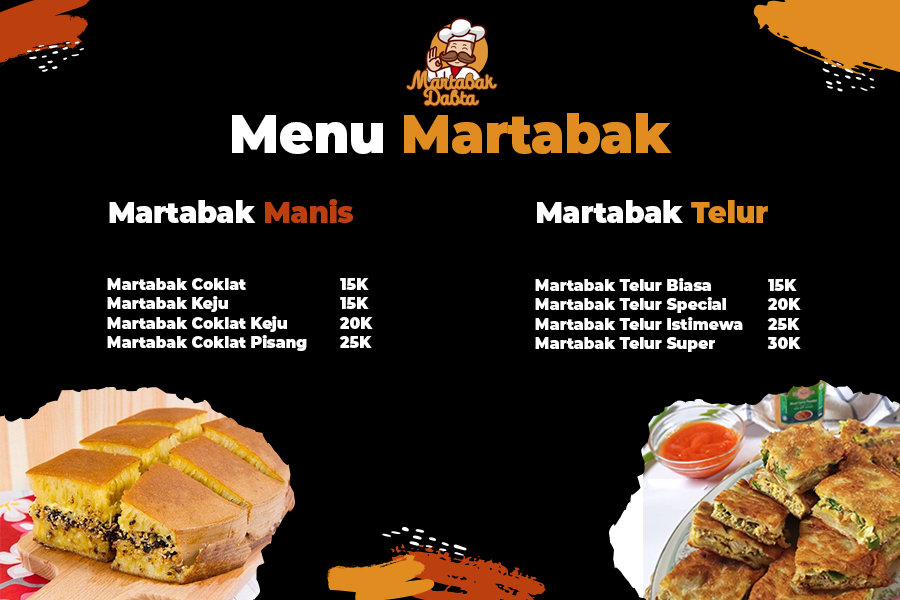 Martabak
Dabta
Menu Martabak
Martabak Manis
Martabak Coklat 15K
Martabak Keju 15K
Martabak Coklat Keju 20K
Martabak Coklat Pisang 25K
Martabak Telur
Martabak Telur Biasa 15K
Martabak Telur Special 20K
Martabak Telur Istimewa 25K
Martabak Telur Super 30K